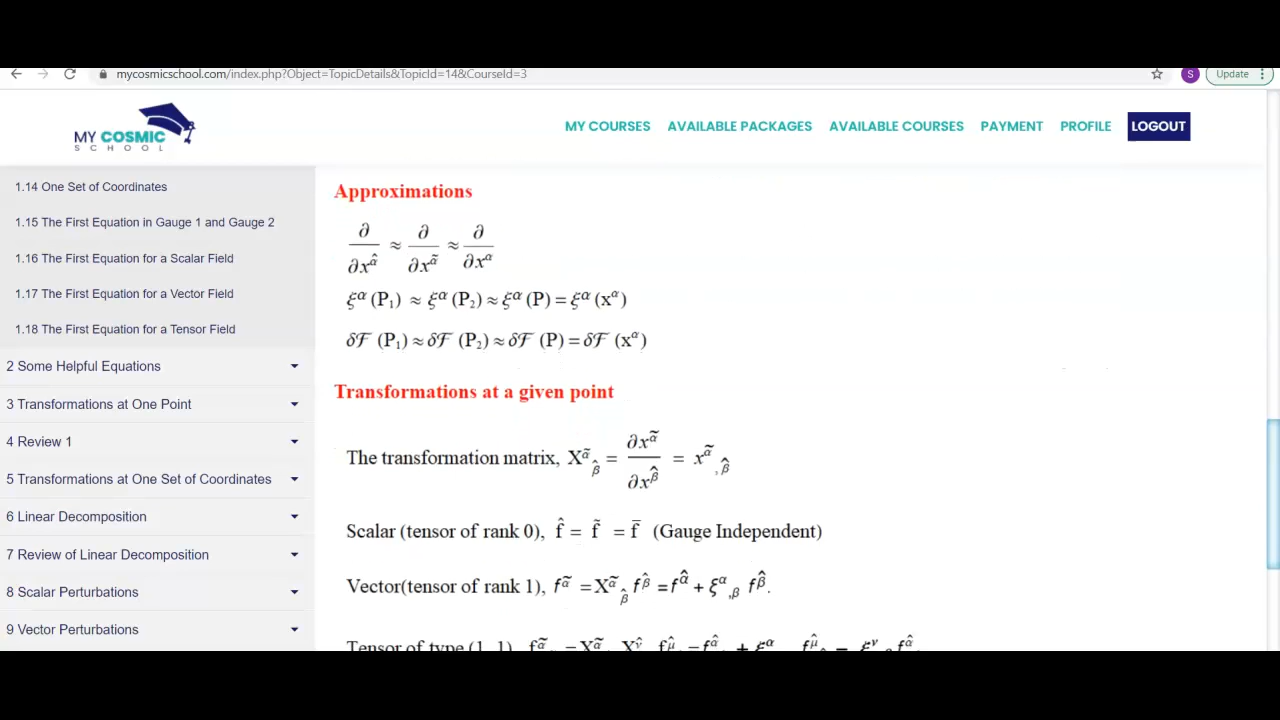 mycosmicschool.com/index.php?Object=TopicDetails&TopicId=14&CourseId=3
S
Update
MY COSMIC
SCHOOL
MY COURSES
AVAILABLE PACKAGES
AVAILABLE COURSES
PAYMENT
PROFILE
LOGOUT
1.14 One Set of Coordinates
1.15 The First Equation in Gauge 1 and Gauge 2
1.16 The First Equation for a Scalar Field
1.17 The First Equation for a Vector Field
1.18 The First Equation for a Tensor Field
2 Some Helpful Equations
3 Transformations at One Point
4 Review 1
5 Transformations at One Set of Coordinates
6 Linear Decomposition
7 Review of Linear Decomposition
8 Scalar Perturbations
9 Vector Perturbations
Approximations
∂/∂x^α̂ ≈ ∂/∂x^α̃ ≈ ∂/∂x^α
ξ^α (P₁) ≈ ξ^α (P₂) ≈ ξ^α (P) = ξ^α (x^α)
δℱ (P₁) ≈ δℱ (P₂) ≈ δℱ (P) = δℱ (x^α)
Transformations at a given point
The transformation matrix, X^α̃_β̂ = ∂x^α̃/∂x^β̂ = x^α̃_,β̂
Scalar (tensor of rank 0), f̂ = f̃ = f̄ (Gauge Independent)
Vector(tensor of rank 1), f^α̃ = X^α̃_β̂ f^β̂ = f^α̂ + ξ^α_,β f^β̂.
Tensor of type (1, 1)